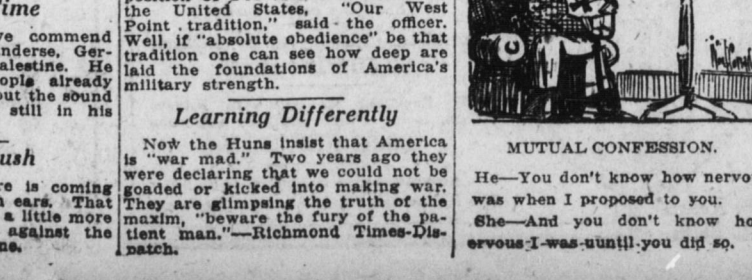 ime
ve commend
nderse, Ger-
alestine. He
ople already
out the sound
still in his
ush
re is coming
n ears. That
a little more
against the
ne.
the United States, "Our West
Point tradition," said the officer.
Well, if "absolute obedience" be that
tradition one can see how deep are
laid the foundations of America's
military strength.
Learning Differently
Now the Huns insist that America
is "war mad." Two years ago they
were declaring that we could not be
goaded or kicked into making war.
They are glimpsing the truth of the
maxim, "beware the fury of the pa-
tient man."—Richmond Times-Dis-
patch.
MUTUAL CONFESSION.
He—You don't know how nervo
was when I proposed to you.
She—And you don't know ho
ervous I was uuntil you did so.